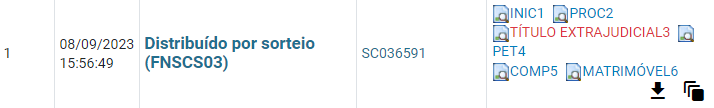 1
08/09/2023
15:56:49
Distribuído por sorteio
(FNSCS03)
SC036591
INIC1 PROC2
TÍTULO EXTRAJUDICIAL3
PET4
COMP5 MATRIMÓVEL6